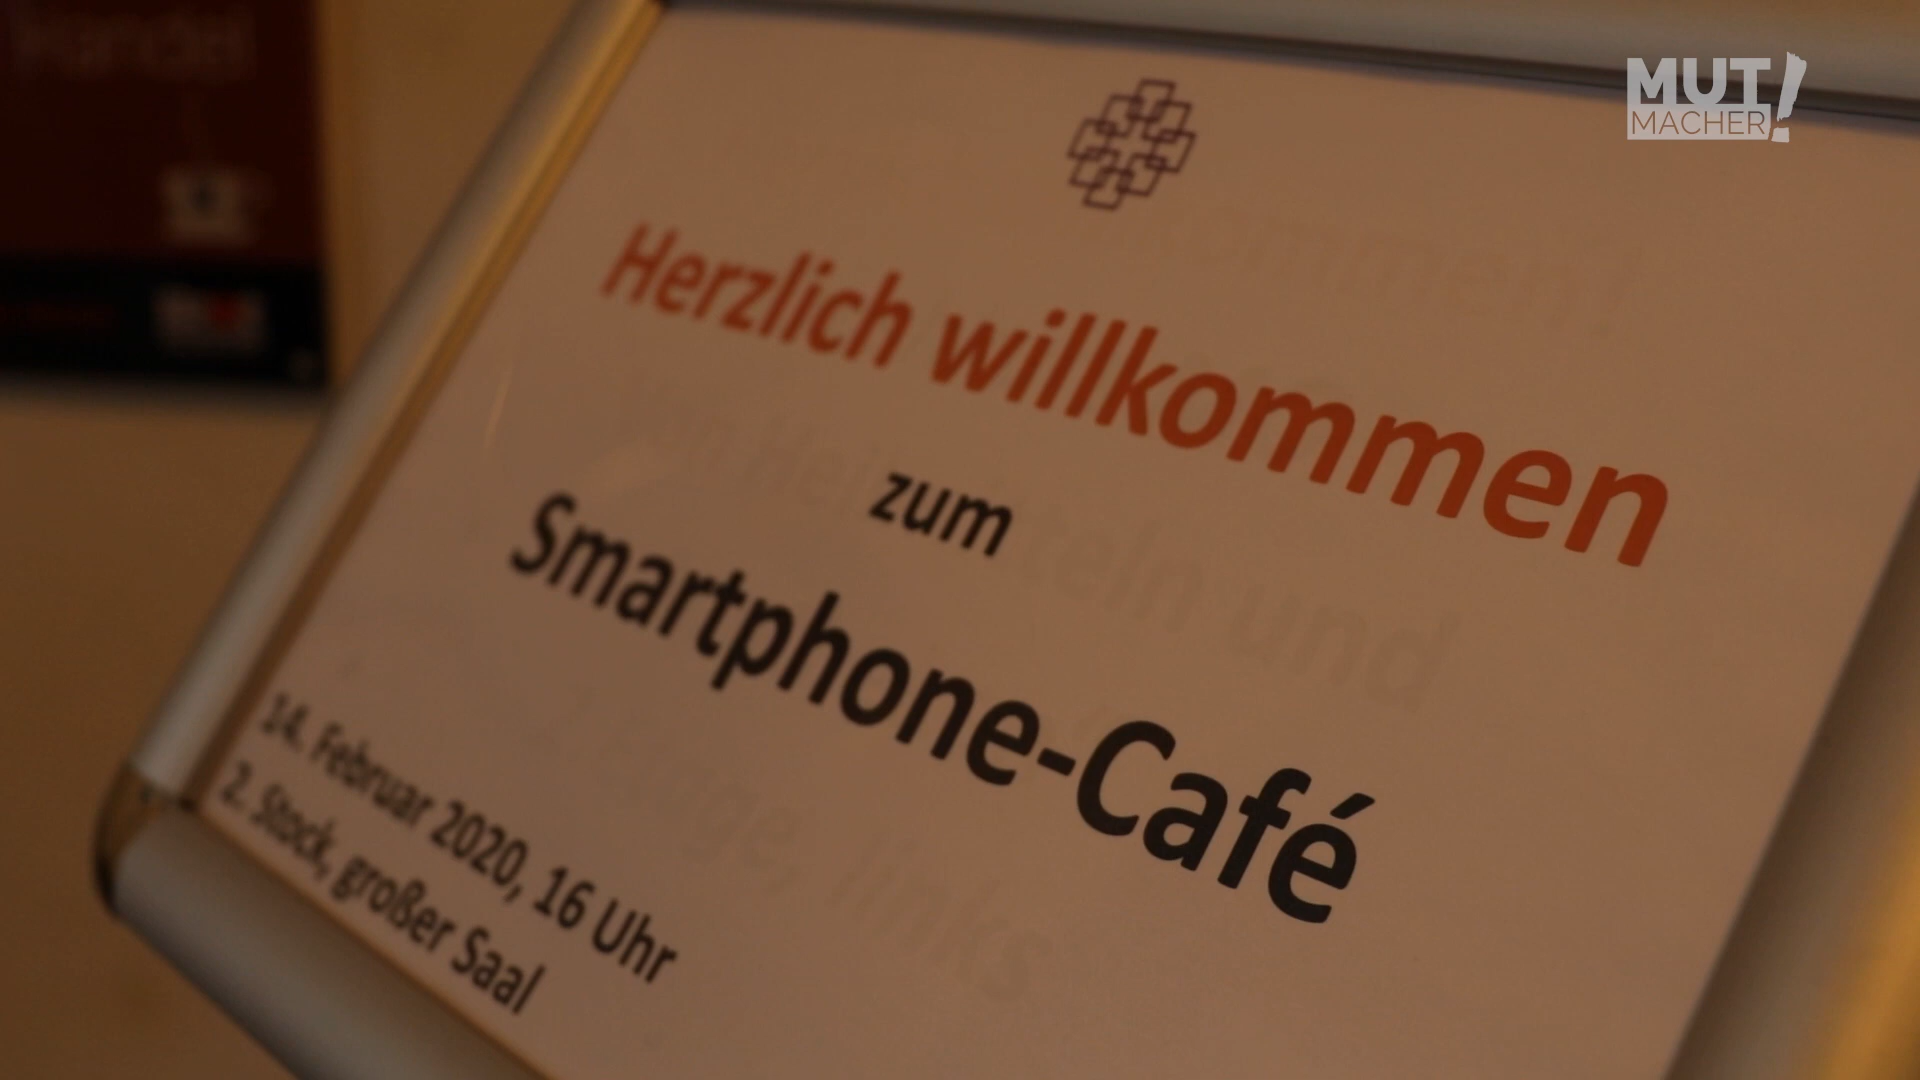 MUT
MACHER!
Herzlich willkommen
zum
Smartphone-Café
14. Februar 2020, 16 Uhr
2. Stock, großer Saal